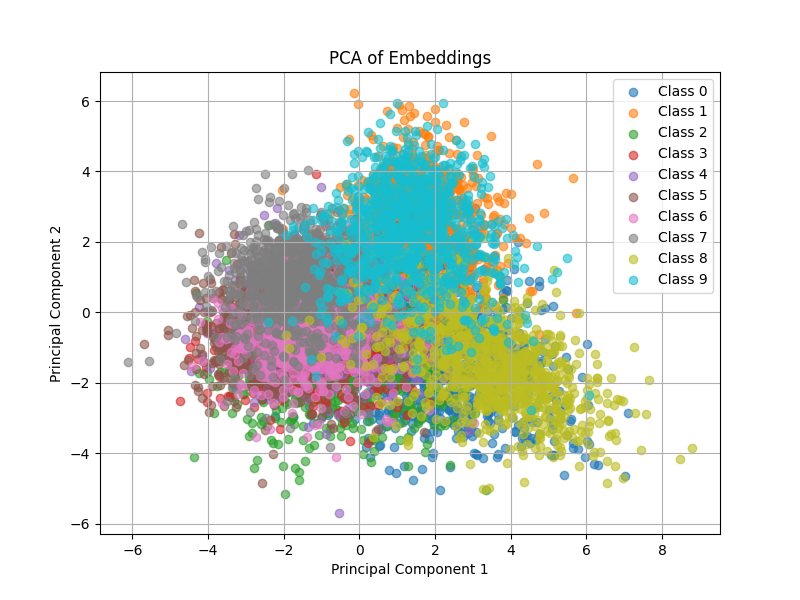 PCA of Embeddings
Class 0
Class 1
Class 2
Class 3
Class 4
Class 5
Class 6
Class 7
Class 8
Class 9
Principal Component 2
6
4
2
0
−2
−4
−6
−6 −4 −2 0 2 4 6 8
Principal Component 1